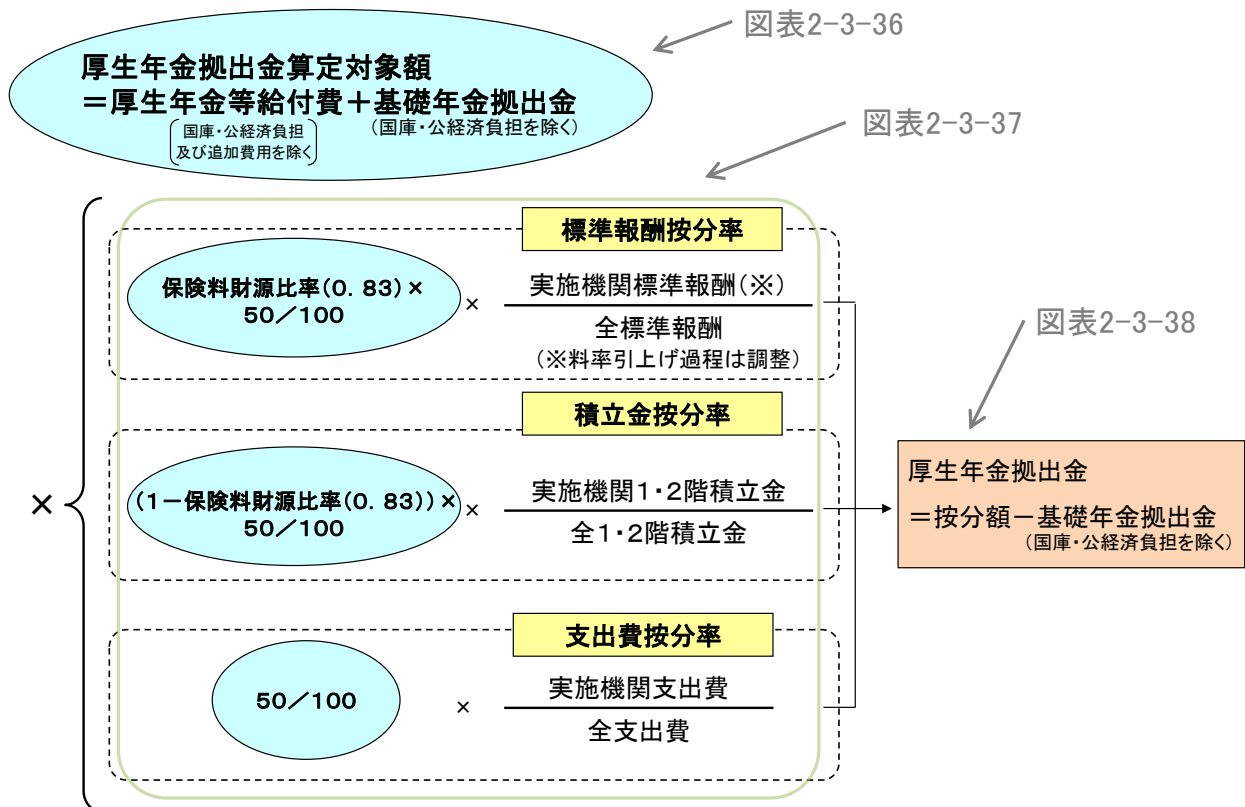 図表2-3-36
厚生年金拠出金算定対象額
＝厚生年金等給付費＋基礎年金拠出金
国庫・公経済負担
及び追加費用を除く
(国庫・公経済負担を除く)
図表2-3-37
標準報酬按分率
保険料財源比率(0．83)×
50／100
×
実施機関標準報酬(※)
全標準報酬
(※料率引上げ過程は調整)
図表2-3-38
積立金按分率
×
(1－保険料財源比率(0．83))×
50／100
×
実施機関1・2階積立金
全1・2階積立金
厚生年金拠出金
＝按分額－基礎年金拠出金
(国庫・公経済負担を除く)
支出費按分率
50／100
×
実施機関支出費
全支出費